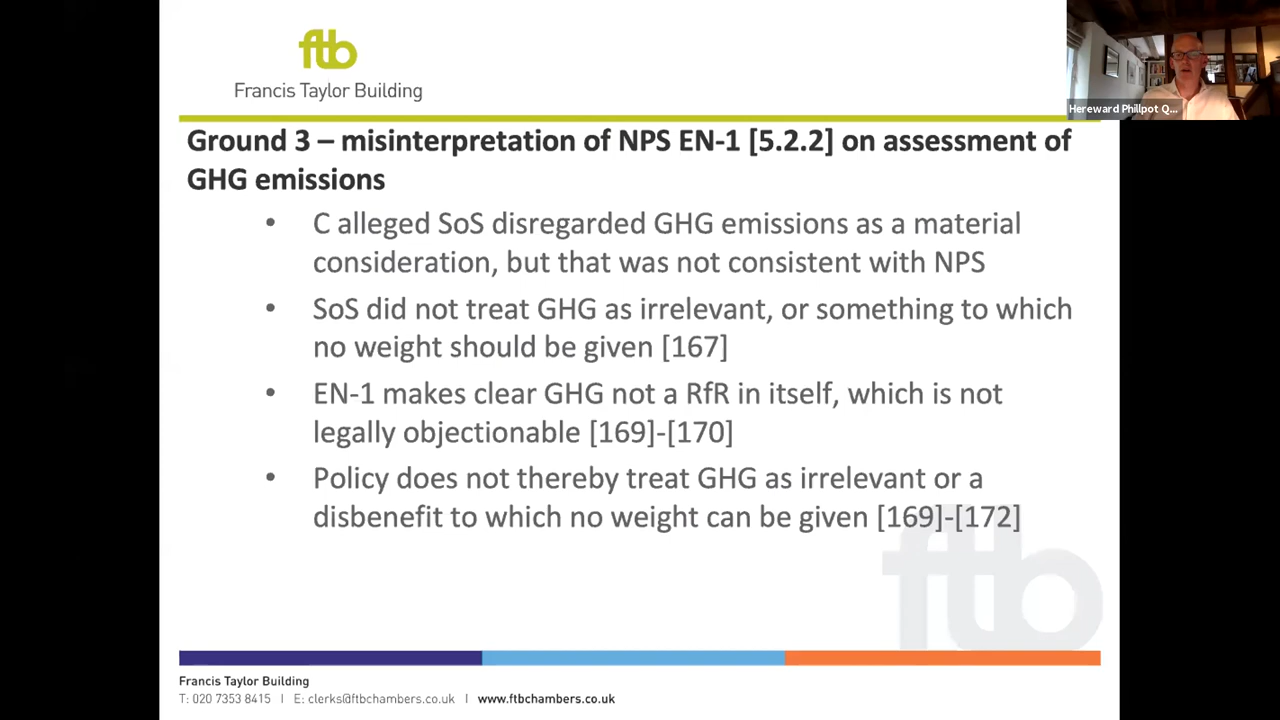 ftb
Francis Taylor Building
Hereward Phillpot Q...
Ground 3 – misinterpretation of NPS EN-1 [5.2.2] on assessment of
GHG emissions
• C alleged SoS disregarded GHG emissions as a material
consideration, but that was not consistent with NPS
• SoS did not treat GHG as irrelevant, or something to which
no weight should be given [167]
• EN-1 makes clear GHG not a RfR in itself, which is not
legally objectionable [169]-[170]
• Policy does not thereby treat GHG as irrelevant or a
disbenefit to which no weight can be given [169]-[172]
ftb
Francis Taylor Building
T: 020 7353 8415 | E: clerks@ftbchambers.co.uk | www.ftbchambers.co.uk